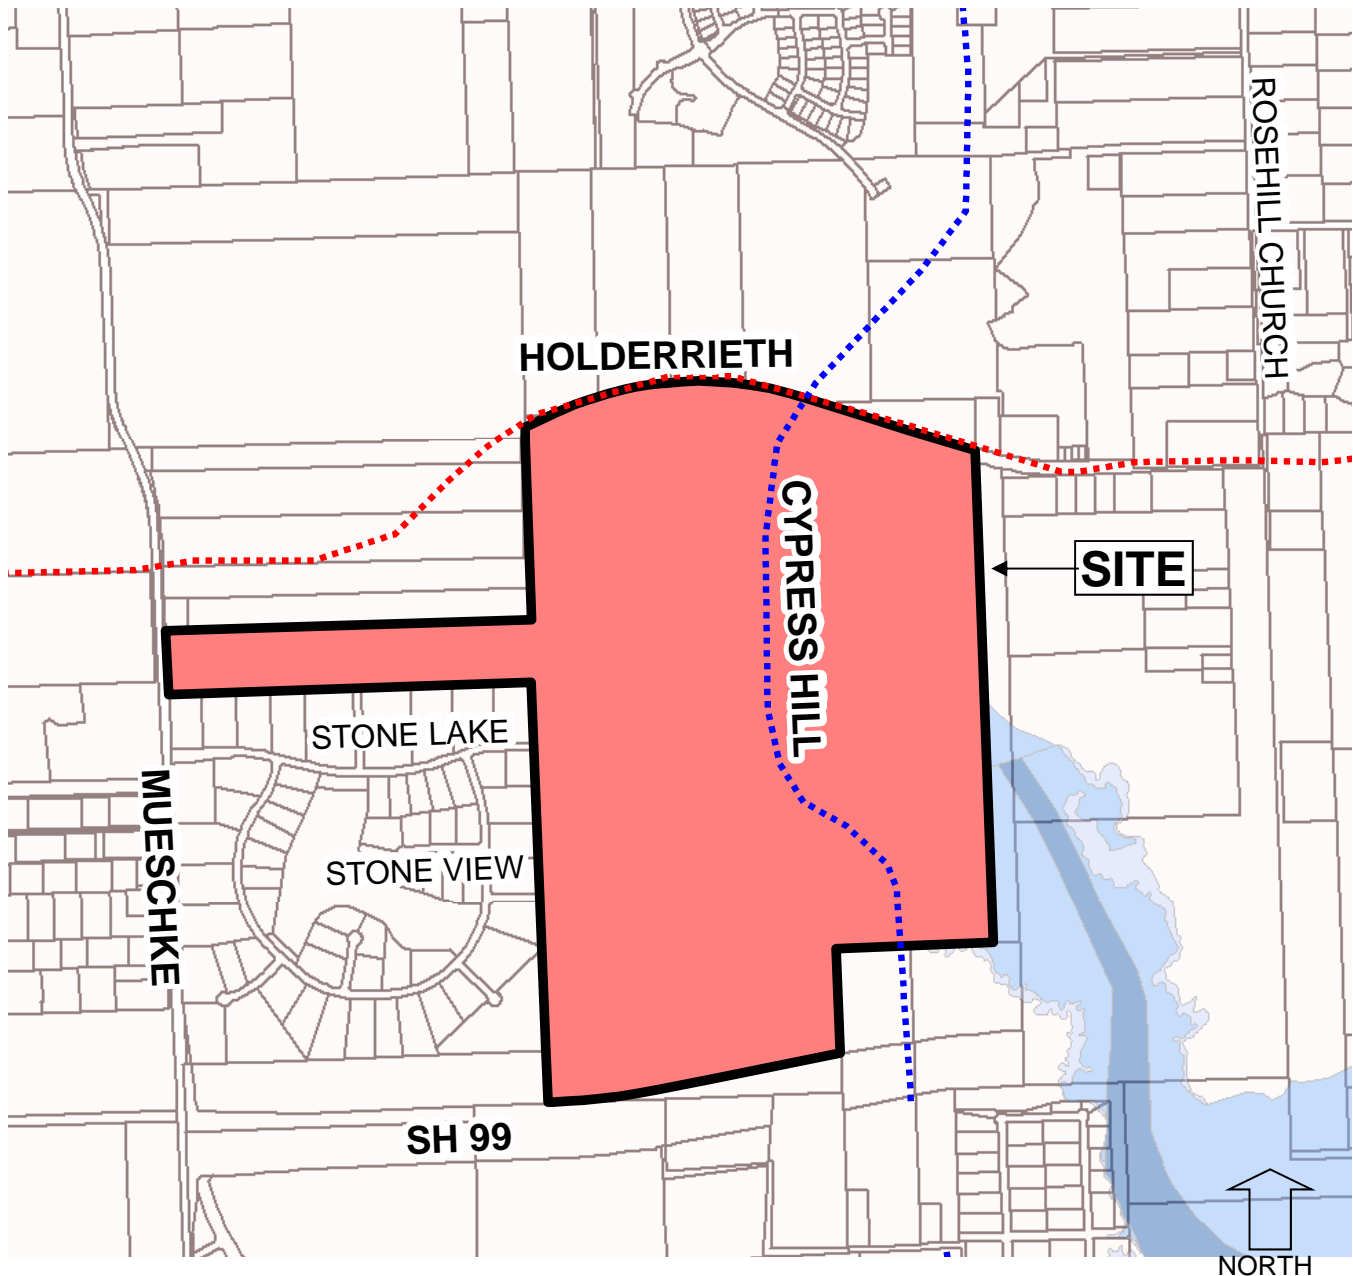 ROSEHILL CHURCH
HOLDERRIETH
CYPRESS HILL
SITE
STONE LAKE
MUESCHKE
STONE VIEW
SH 99
NORTH